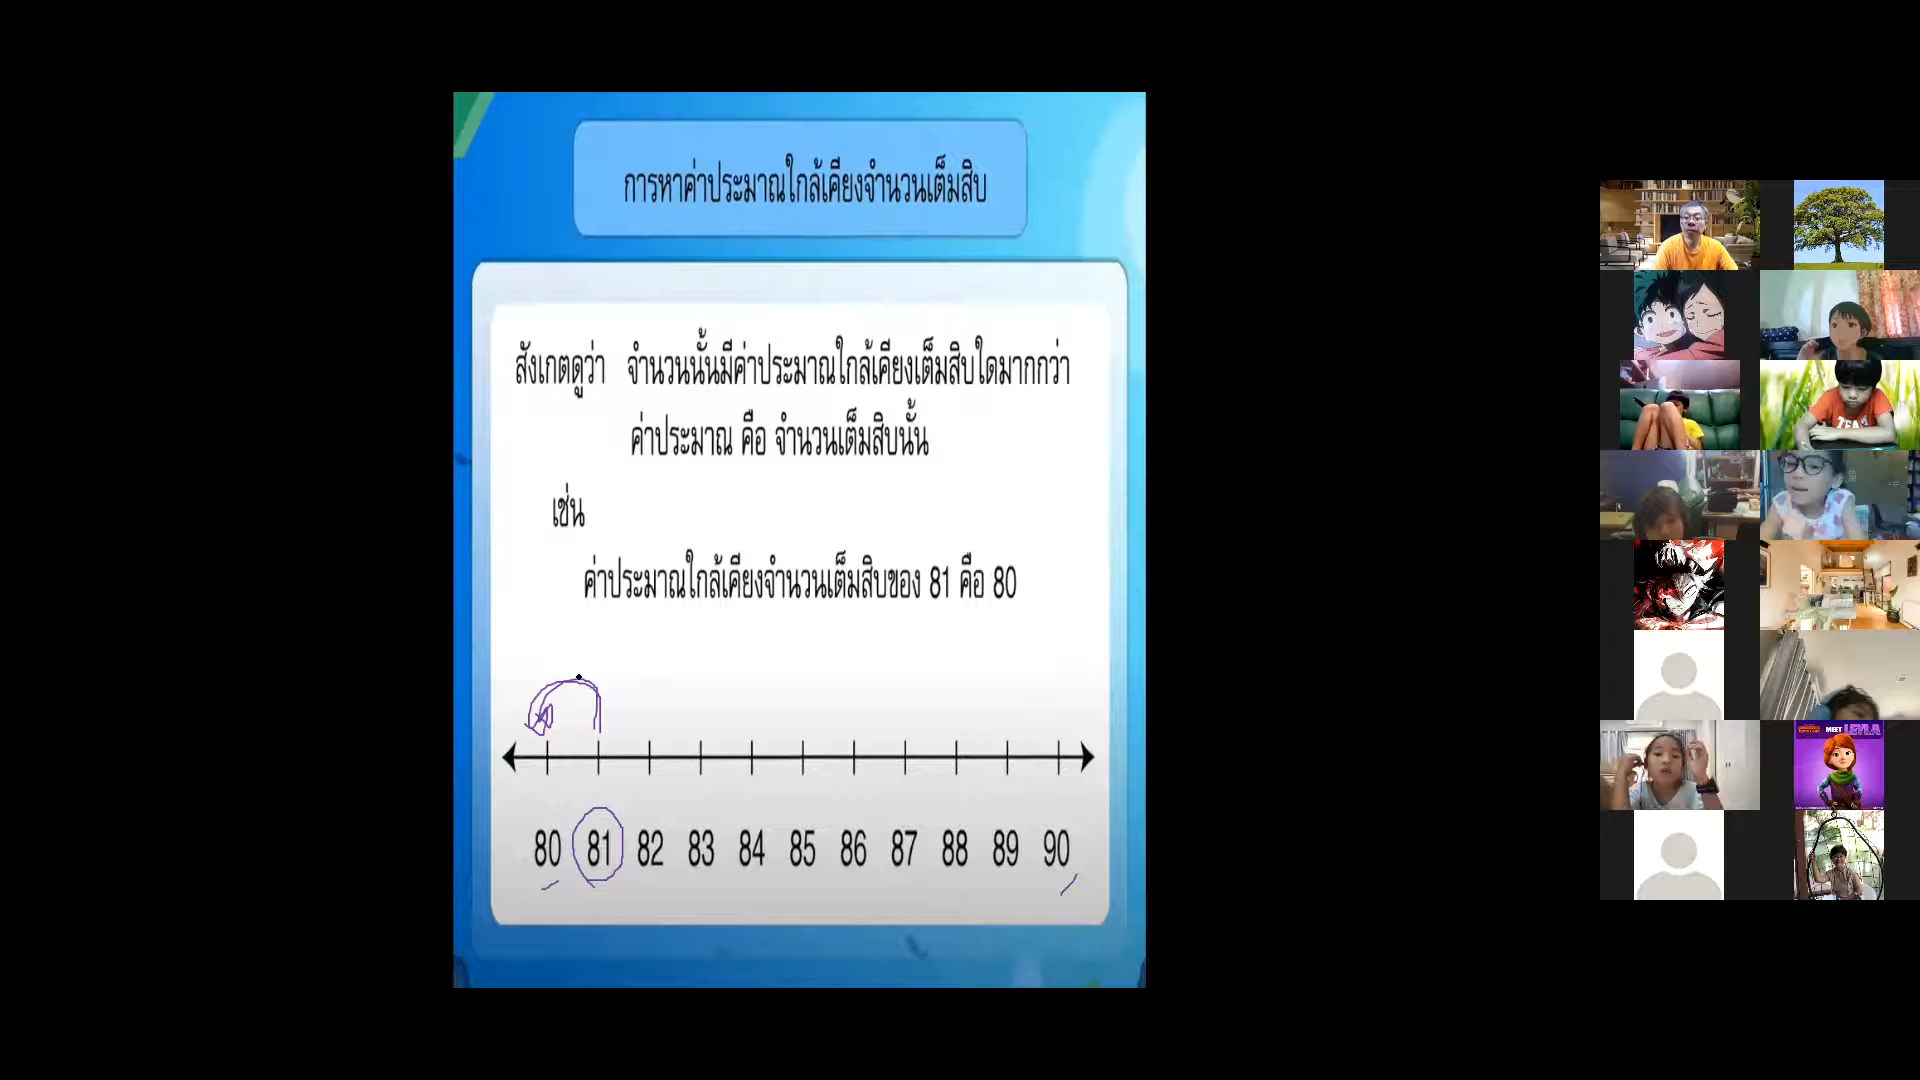 การหาค่าประมาณใกล้เคียงจำนวนเต็มสิบ
สังเกตดูว่า จำนวนนั้นมีค่าประมาณใกล้เคียงเต็มสิบใดมากกว่า
ค่าประมาณ คือ จำนวนเต็มสิบนั้น
เช่น
ค่าประมาณใกล้เคียงจำนวนเต็มสิบของ 81 คือ 80
80 81 82 83 84 85 86 87 88 89 90
MEET LEYLA